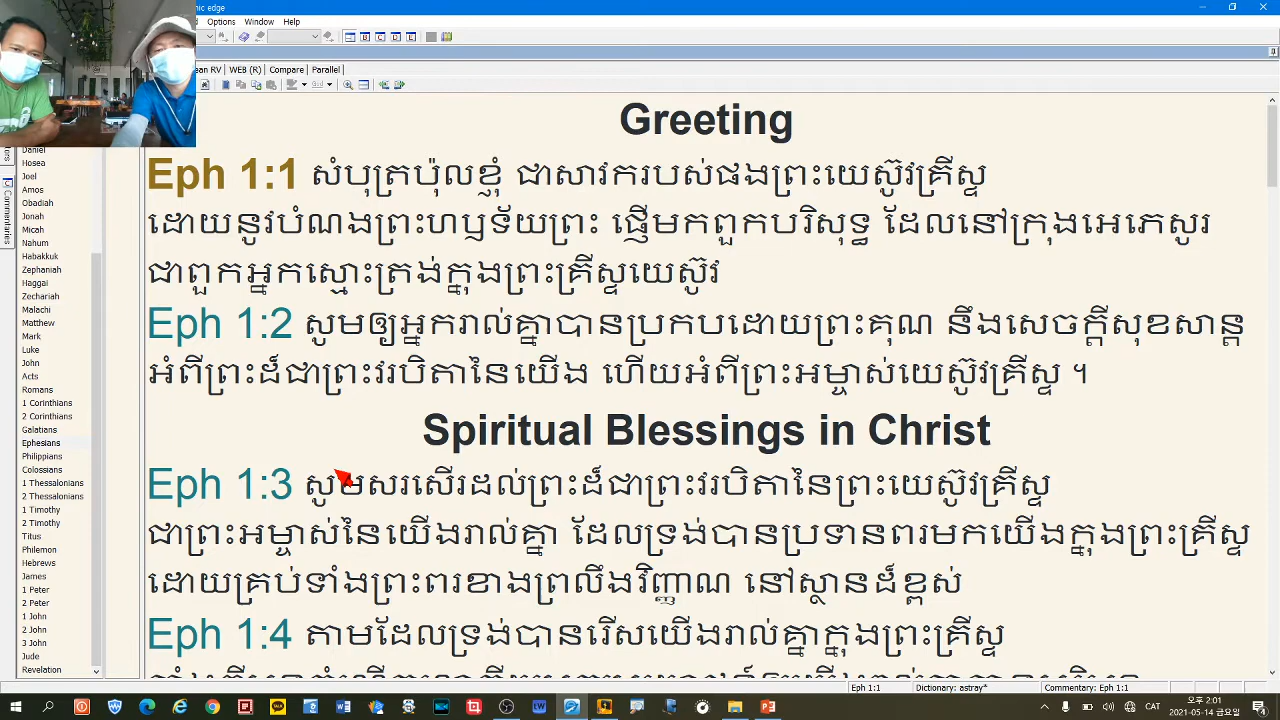 nic edge
Options Window Help
ean RV WEB (R) Compare Parallel
Greeting
Eph 1:1 សំបុត្រប៉ុលខ្ញុំ ជាសាវករបស់ផងព្រះយេស៊ូវគ្រីស្ទ
ដោយនូវបំណងព្រះហឫទ័យព្រះ ផ្ញើមកពួកបរិសុទ្ធ ដែលនៅក្រុងអេភេសូរ
ជាពួកអ្នកស្មោះត្រង់ក្នុងព្រះគ្រីស្ទយេស៊ូវ
Eph 1:2 សូមឲ្យអ្នករាល់គ្នាបានប្រកបដោយព្រះគុណ នឹងសេចក្ដីសុខសាន្ត
អំពីព្រះដ៏ជាព្រះវរបិតានៃយើង ហើយអំពីព្រះអម្ចាស់យេស៊ូវគ្រីស្ទ ។
Spiritual Blessings in Christ
Eph 1:3 សូមសរសើរដល់ព្រះដ៏ជាព្រះវរបិតានៃព្រះយេស៊ូវគ្រីស្ទ
ជាព្រះអម្ចាស់នៃយើងរាល់គ្នា ដែលទ្រង់បានប្រទានពរមកយើងក្នុងព្រះគ្រីស្ទ
ដោយគ្រប់ទាំងព្រះពរខាងព្រលឹងវិញ្ញាណ នៅស្ថានដ៏ខ្ពស់
Eph 1:4 តាមដែលទ្រង់បានរើសយើងរាល់គ្នាក្នុងព្រះគ្រីស្ទ
Commentaries
Daniel
Hosea
Joel
Amos
Obadiah
Jonah
Micah
Nahum
Habakkuk
Zephaniah
Haggai
Zechariah
Malachi
Matthew
Mark
Luke
John
Acts
Romans
1 Corinthians
2 Corinthians
Galatians
Ephesians
Philippians
Colossians
1 Thessalonians
2 Thessalonians
1 Timothy
2 Timothy
Titus
Philemon
Hebrews
James
1 Peter
2 Peter
1 John
2 John
3 John
Jude
Revelation
Eph 1:1 Dictionary: astray* Commentary: Eph 1:1
CAT
오후 2:01
2021-05-14 금요일